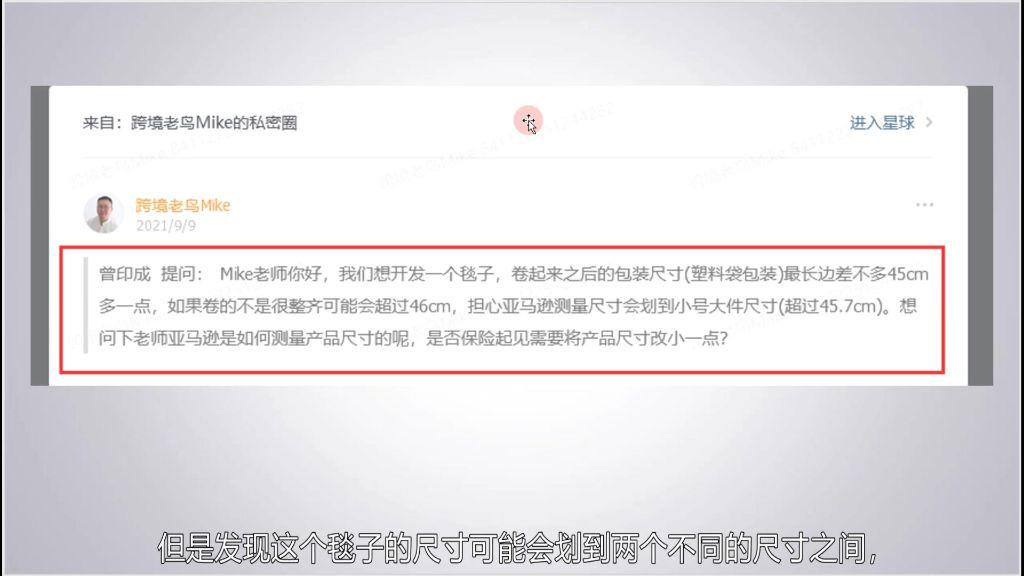 来自：跨境老鸟Mike的私密圈
进入星球
跨境老鸟Mike
2021/9/9
曾印成 提问： Mike老师你好，我们想开发一个毯子，卷起来之后的包装尺寸(塑料袋包装)最长边差不多45cm
多一点，如果卷的不是很整齐可能会超过46cm，担心亚马逊测量尺寸会划到小号大件尺寸(超过45.7cm)。想
问下老师亚马逊是如何测量产品尺寸的呢，是否保险起见需要将产品尺寸改小一点？
但是发现这个毯子的尺寸可能会划到两个不同的尺寸之间，